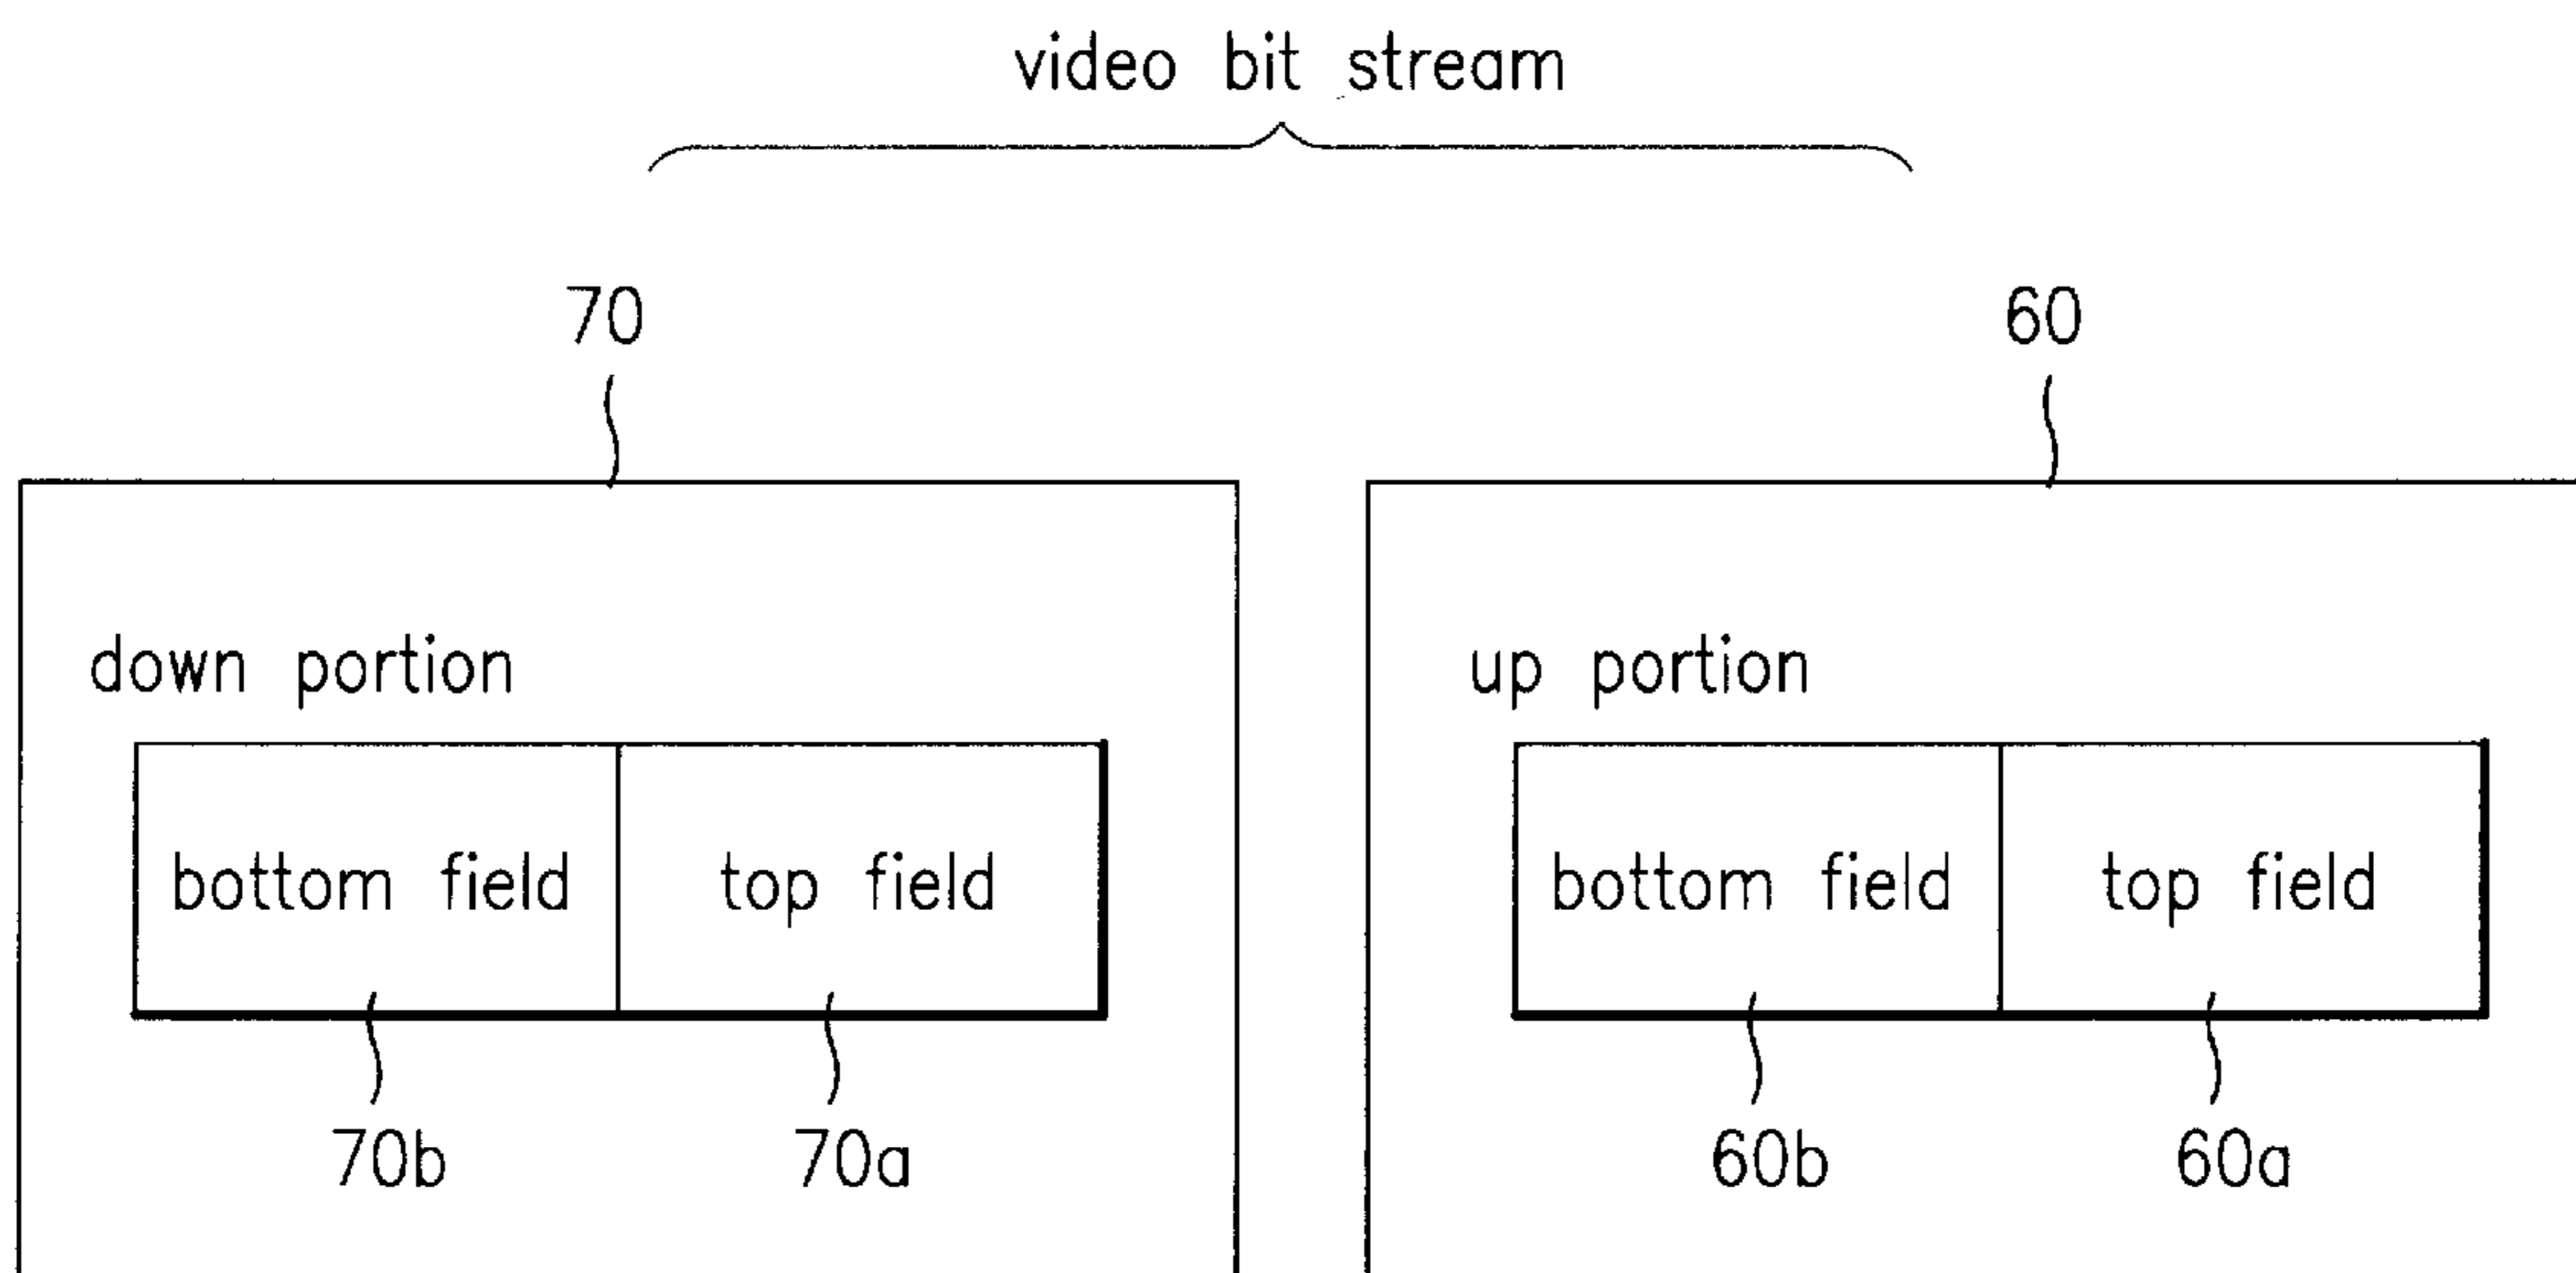 video bit stream
70
60
down portion
up portion
bottom field
top field
bottom field
top field
70b
70a
60b
60a